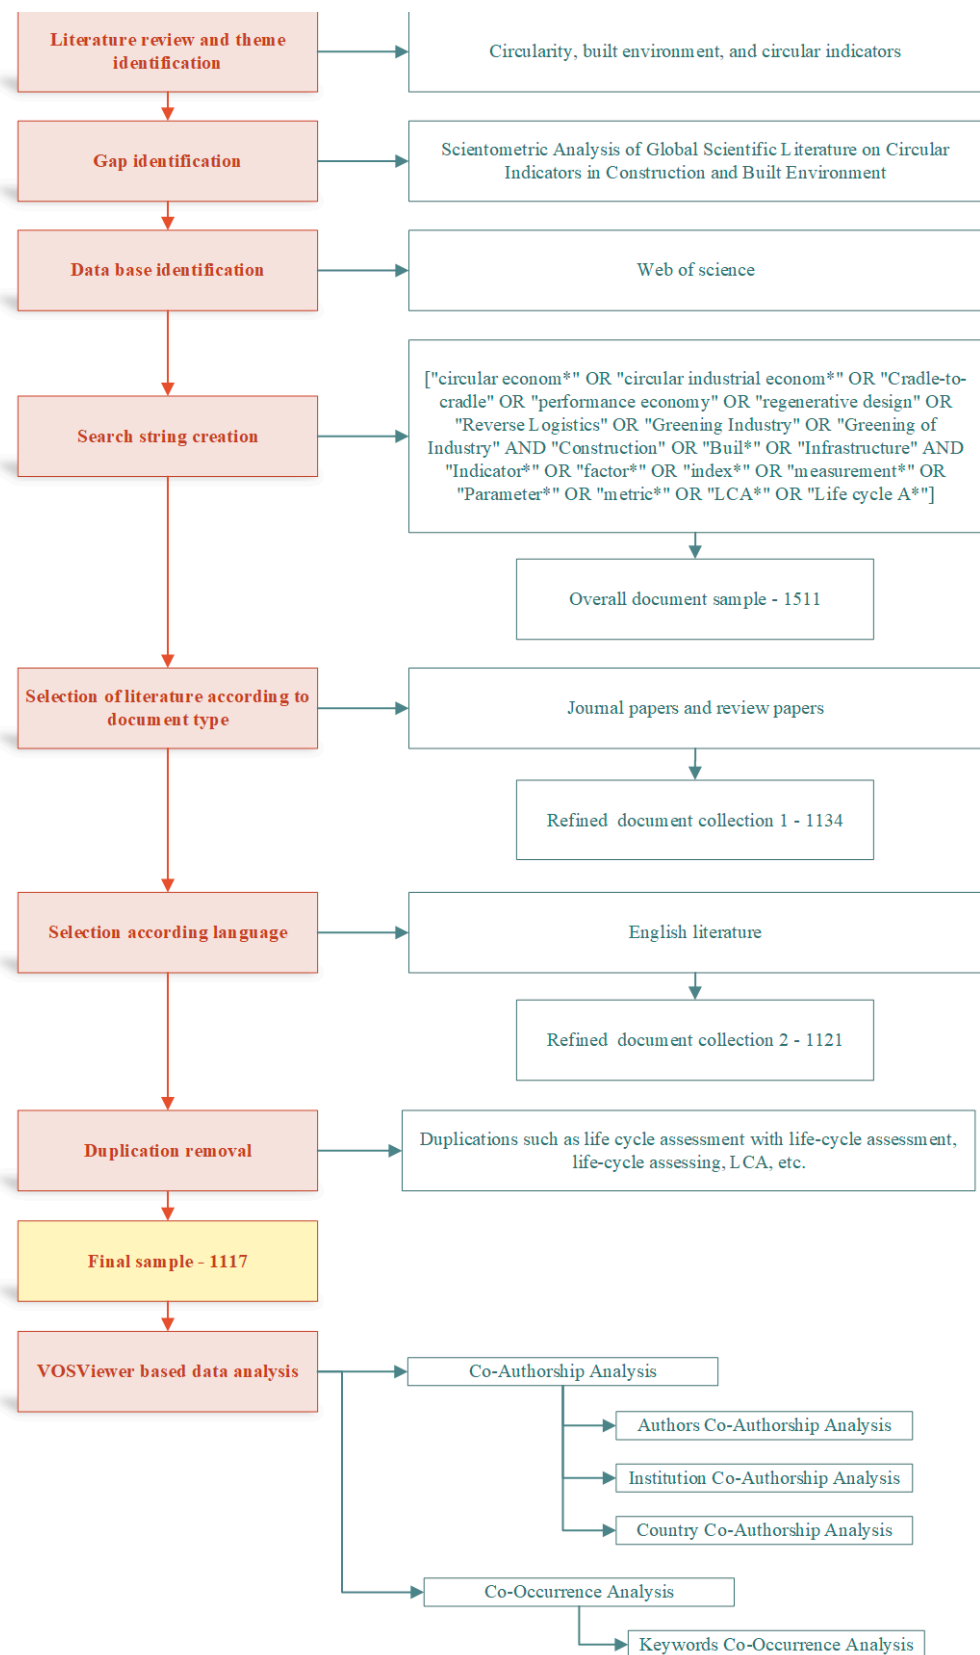 Literature review and theme
identification
Circularity, built environment, and circular indicators
Gap identification
Scientometric Analysis of Global Scientific Literature on Circular
Indicators in Construction and Built Environment
Data base identification
Web of science
Search string creation
["circular econom*" OR "circular industrial econom*" OR "Cradle-to-
cradle" OR "performance economy" OR "regenerative design" OR
"Reverse Logistics" OR "Greening Industry" OR "Greening of
Industry" AND "Construction" OR "Buil*" OR "Infrastructure" AND
"Indicator*" OR "factor*" OR "index*" OR "measurement*" OR
"Parameter*" OR "metric*" OR "LCA*" OR "Life cycle A*"]
Overall document sample - 1511
Selection of literature according to
document type
Journal papers and review papers
Refined document collection 1 - 1134
Selection according language
English literature
Refined document collection 2 - 1121
Duplication removal
Duplications such as life cycle assessment with life-cycle assessment,
life-cycle assessing, LCA, etc.
Final sample - 1117
VOSViewer based data analysis
Co-Authorship Analysis
Authors Co-Authorship Analysis
Institution Co-Authorship Analysis
Country Co-Authorship Analysis
Co-Occurrence Analysis
Keywords Co-Occurrence Analysis